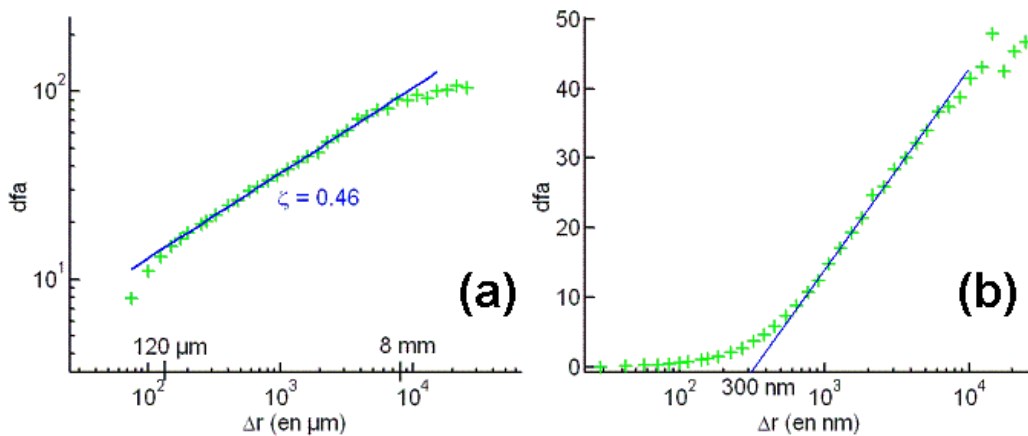 10²
dfa
ζ = 0.46
10¹
(a)
120 µm
8 mm
10² 10³ 10⁴
Δr (en µm)
50
40
30
dfa
20
10
0
(b)
300 nm
10² 10³ 10⁴
Δr (en nm)